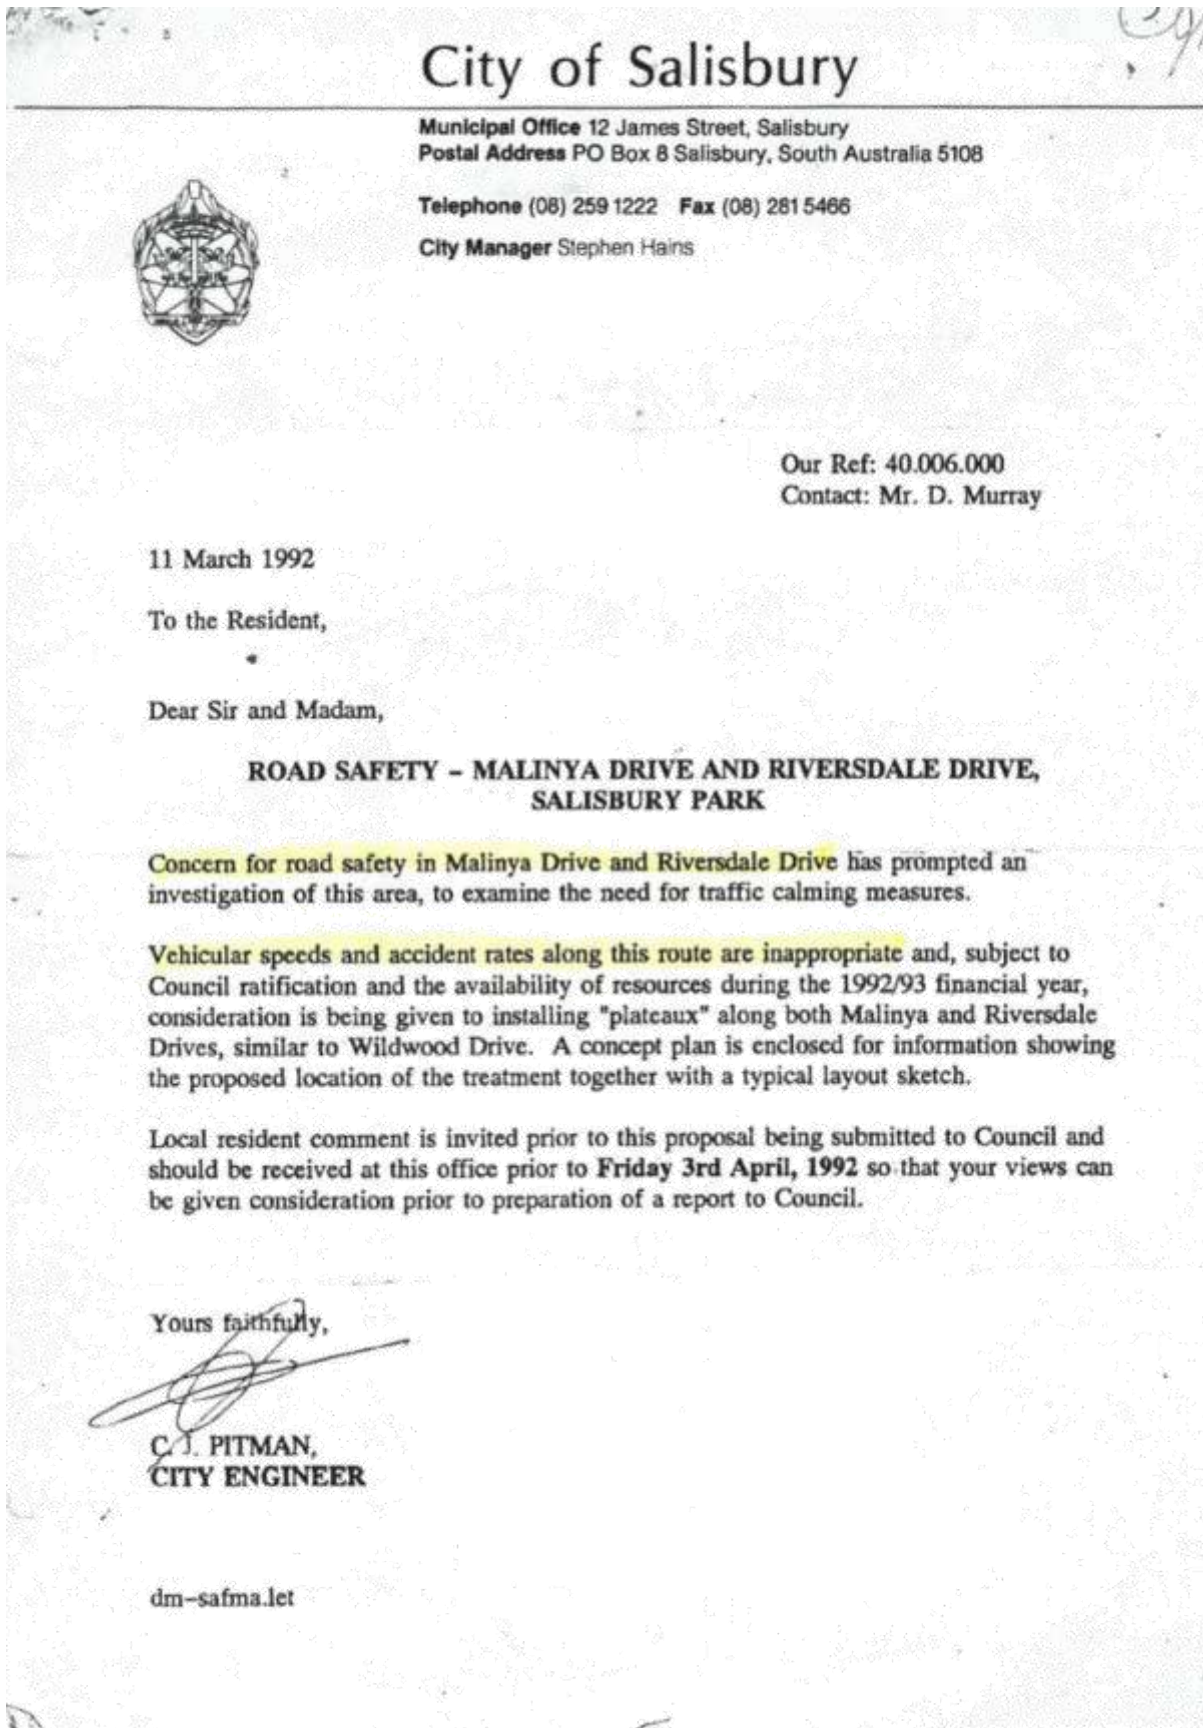 City of Salisbury
Municipal Office 12 James Street, Salisbury
Postal Address PO Box 8 Salisbury, South Australia 5108
Telephone (08) 259 1222 Fax (08) 281 5466
City Manager Stephen Hains
Our Ref: 40.006.000
Contact: Mr. D. Murray
11 March 1992
To the Resident,
Dear Sir and Madam,
ROAD SAFETY – MALINYA DRIVE AND RIVERSDALE DRIVE,
SALISBURY PARK
Concern for road safety in Malinya Drive and Riversdale Drive has prompted an
investigation of this area, to examine the need for traffic calming measures.
Vehicular speeds and accident rates along this route are inappropriate and, subject to
Council ratification and the availability of resources during the 1992/93 financial year,
consideration is being given to installing "plateaux" along both Malinya and Riversdale
Drives, similar to Wildwood Drive. A concept plan is enclosed for information showing
the proposed location of the treatment together with a typical layout sketch.
Local resident comment is invited prior to this proposal being submitted to Council and
should be received at this office prior to Friday 3rd April, 1992 so that your views can
be given consideration prior to preparation of a report to Council.
Yours faithfully,
C. J. PITMAN,
CITY ENGINEER
dm–safma.let